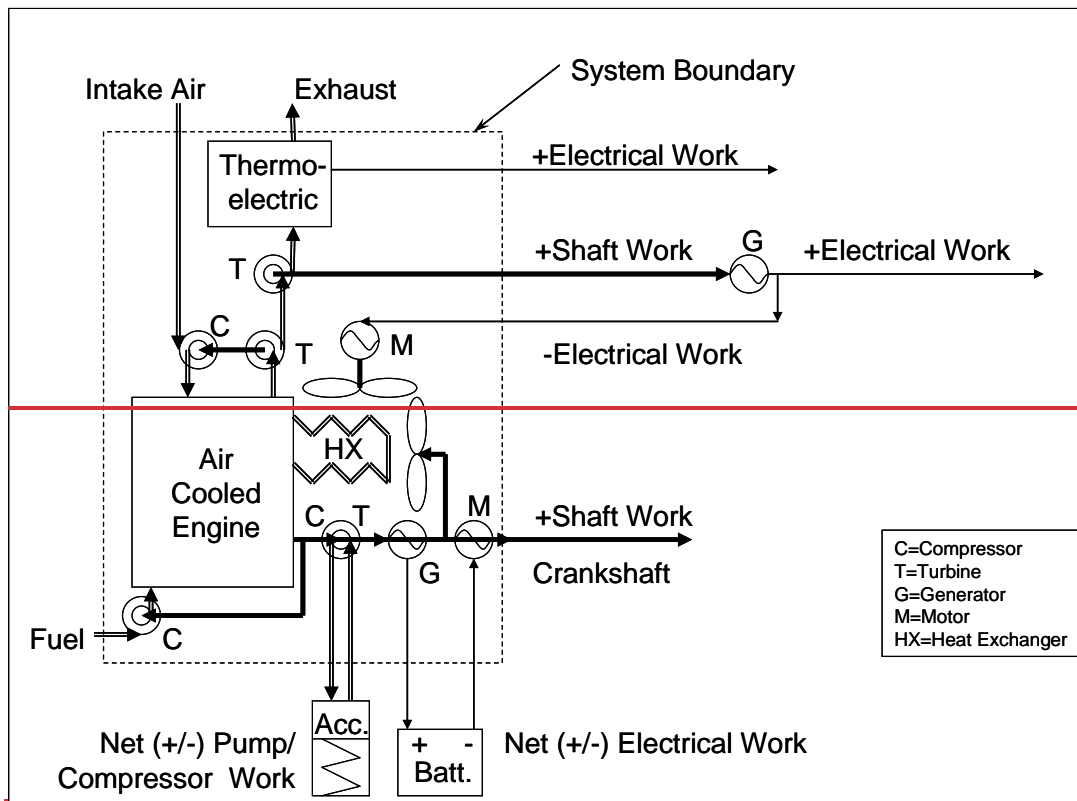 System Boundary
Intake Air
Exhaust
Thermo-
electric
+Electrical Work
T
+Shaft Work
G
+Electrical Work
C
T
M
-Electrical Work
HX
Air
Cooled
Engine
C
T
G
M
+Shaft Work
Crankshaft
Fuel
C
C=Compressor
T=Turbine
G=Generator
M=Motor
HX=Heat Exchanger
Acc.
Net (+/-) Pump/
Compressor Work
+ -
Batt.
Net (+/-) Electrical Work